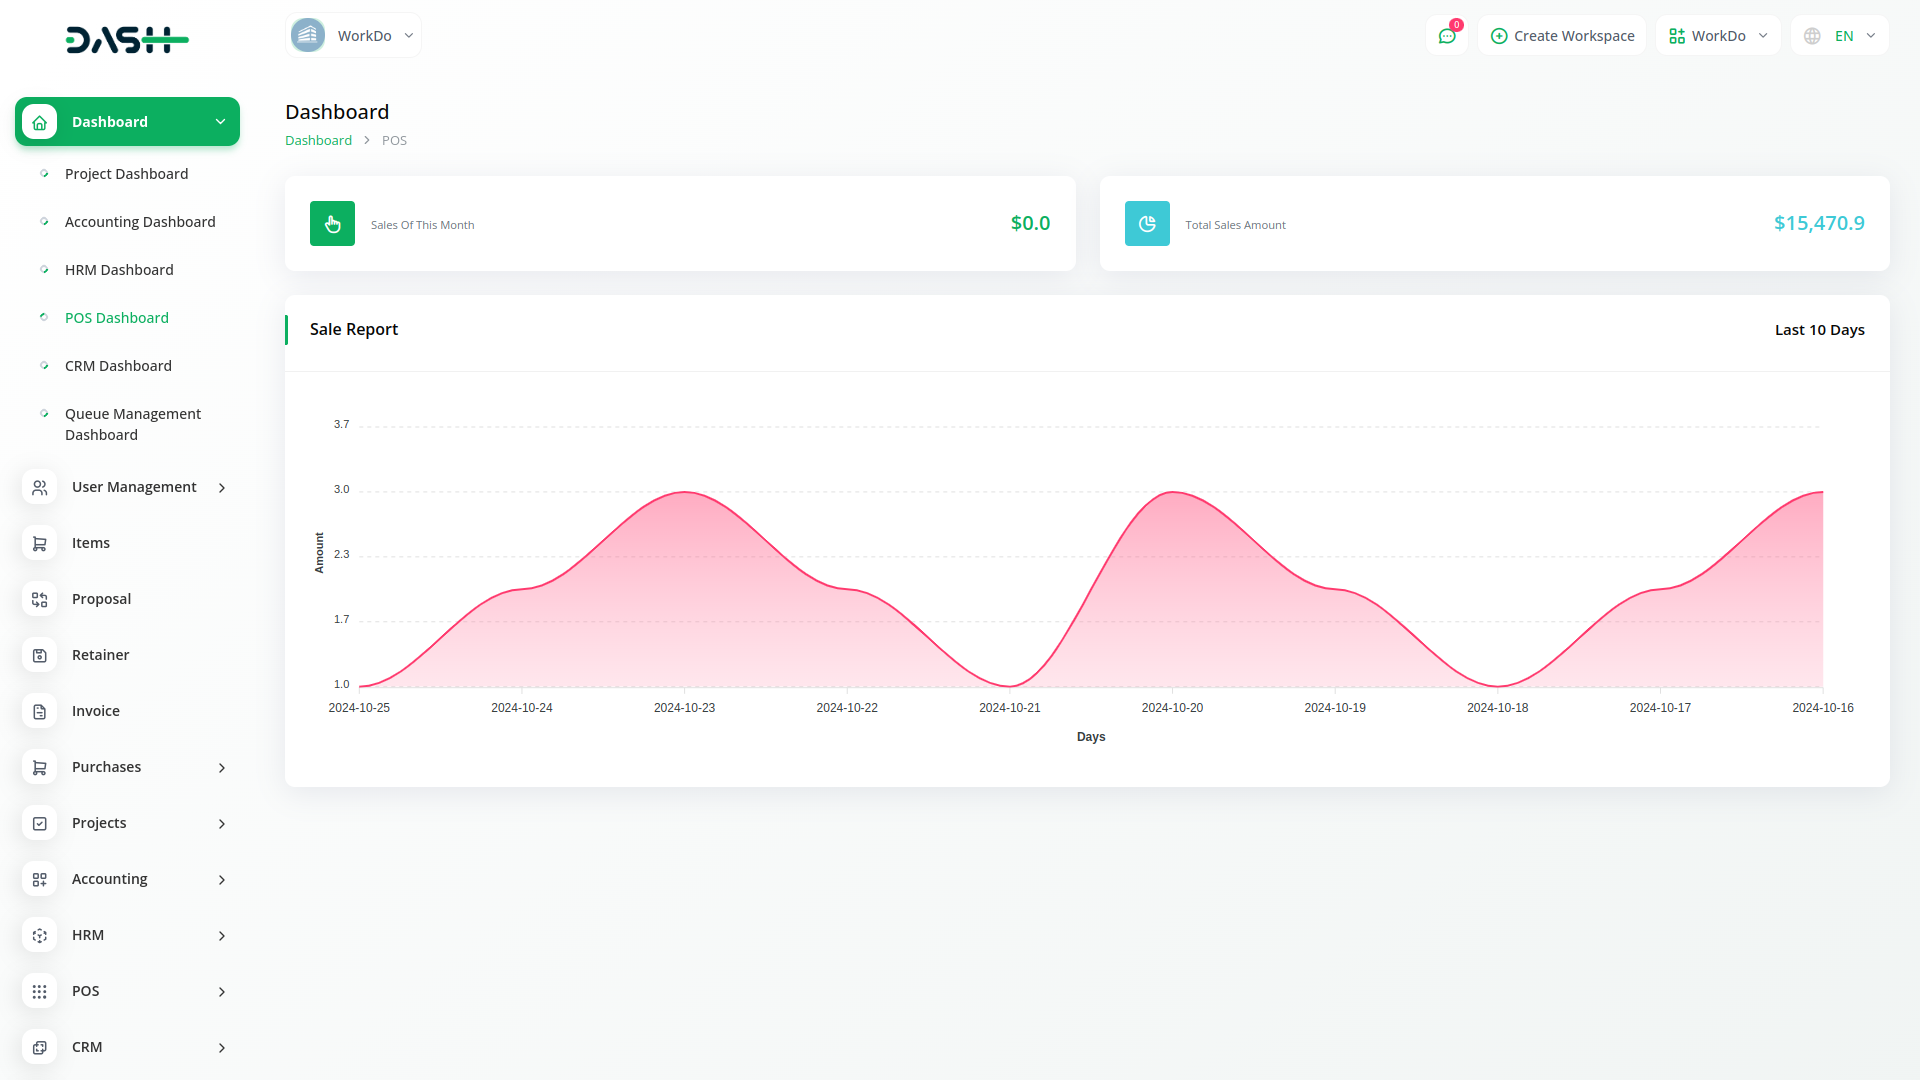 DASH
WorkDo
0
Create Workspace
WorkDo
EN
Dashboard
Project Dashboard
Accounting Dashboard
HRM Dashboard
POS Dashboard
CRM Dashboard
Queue Management
Dashboard
User Management
Items
Proposal
Retainer
Invoice
Purchases
Projects
Accounting
HRM
POS
CRM
Dashboard
Dashboard > POS
Sales Of This Month
$0.0
Total Sales Amount
$15,470.9
Sale Report
Last 10 Days
3.7
3.0
2.3
1.7
1.0
Amount
2024-10-25 2024-10-24 2024-10-23 2024-10-22 2024-10-21 2024-10-20 2024-10-19 2024-10-18 2024-10-17 2024-10-16
Days